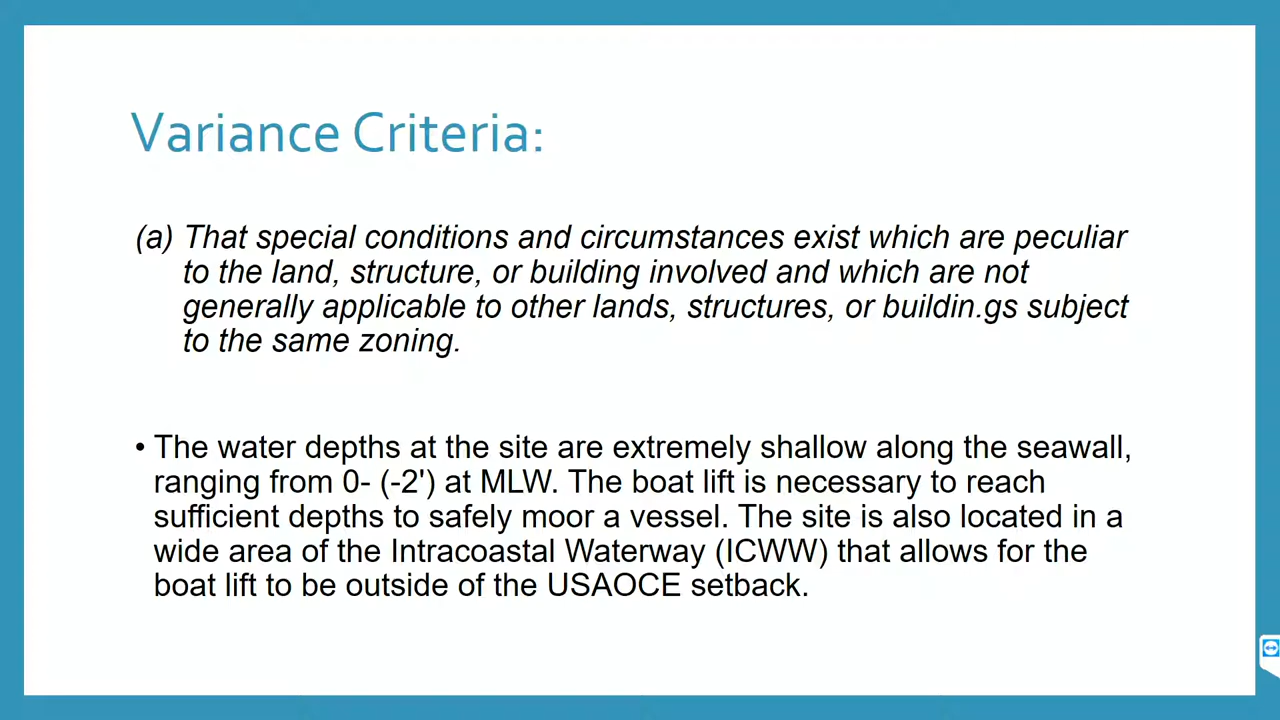 Variance Criteria:
(a) That special conditions and circumstances exist which are peculiar
to the land, structure, or building involved and which are not
generally applicable to other lands, structures, or buildin.gs subject
to the same zoning.
• The water depths at the site are extremely shallow along the seawall,
ranging from 0- (-2') at MLW. The boat lift is necessary to reach
sufficient depths to safely moor a vessel. The site is also located in a
wide area of the Intracoastal Waterway (ICWW) that allows for the
boat lift to be outside of the USAOCE setback.